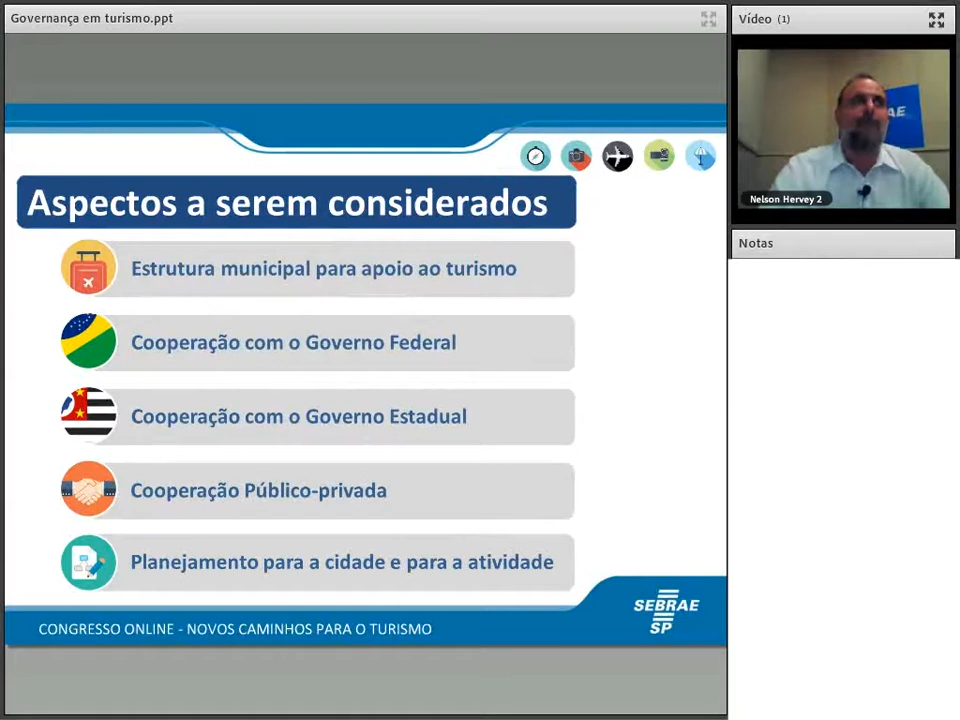 Governança em turismo.ppt
Vídeo (1)
AE
Nelson Hervey 2
Notas
Aspectos a serem considerados
Estrutura municipal para apoio ao turismo
Cooperação com o Governo Federal
Cooperação com o Governo Estadual
Cooperação Público-privada
Planejamento para a cidade e para a atividade
SEBRAE
SP
CONGRESSO ONLINE - NOVOS CAMINHOS PARA O TURISMO